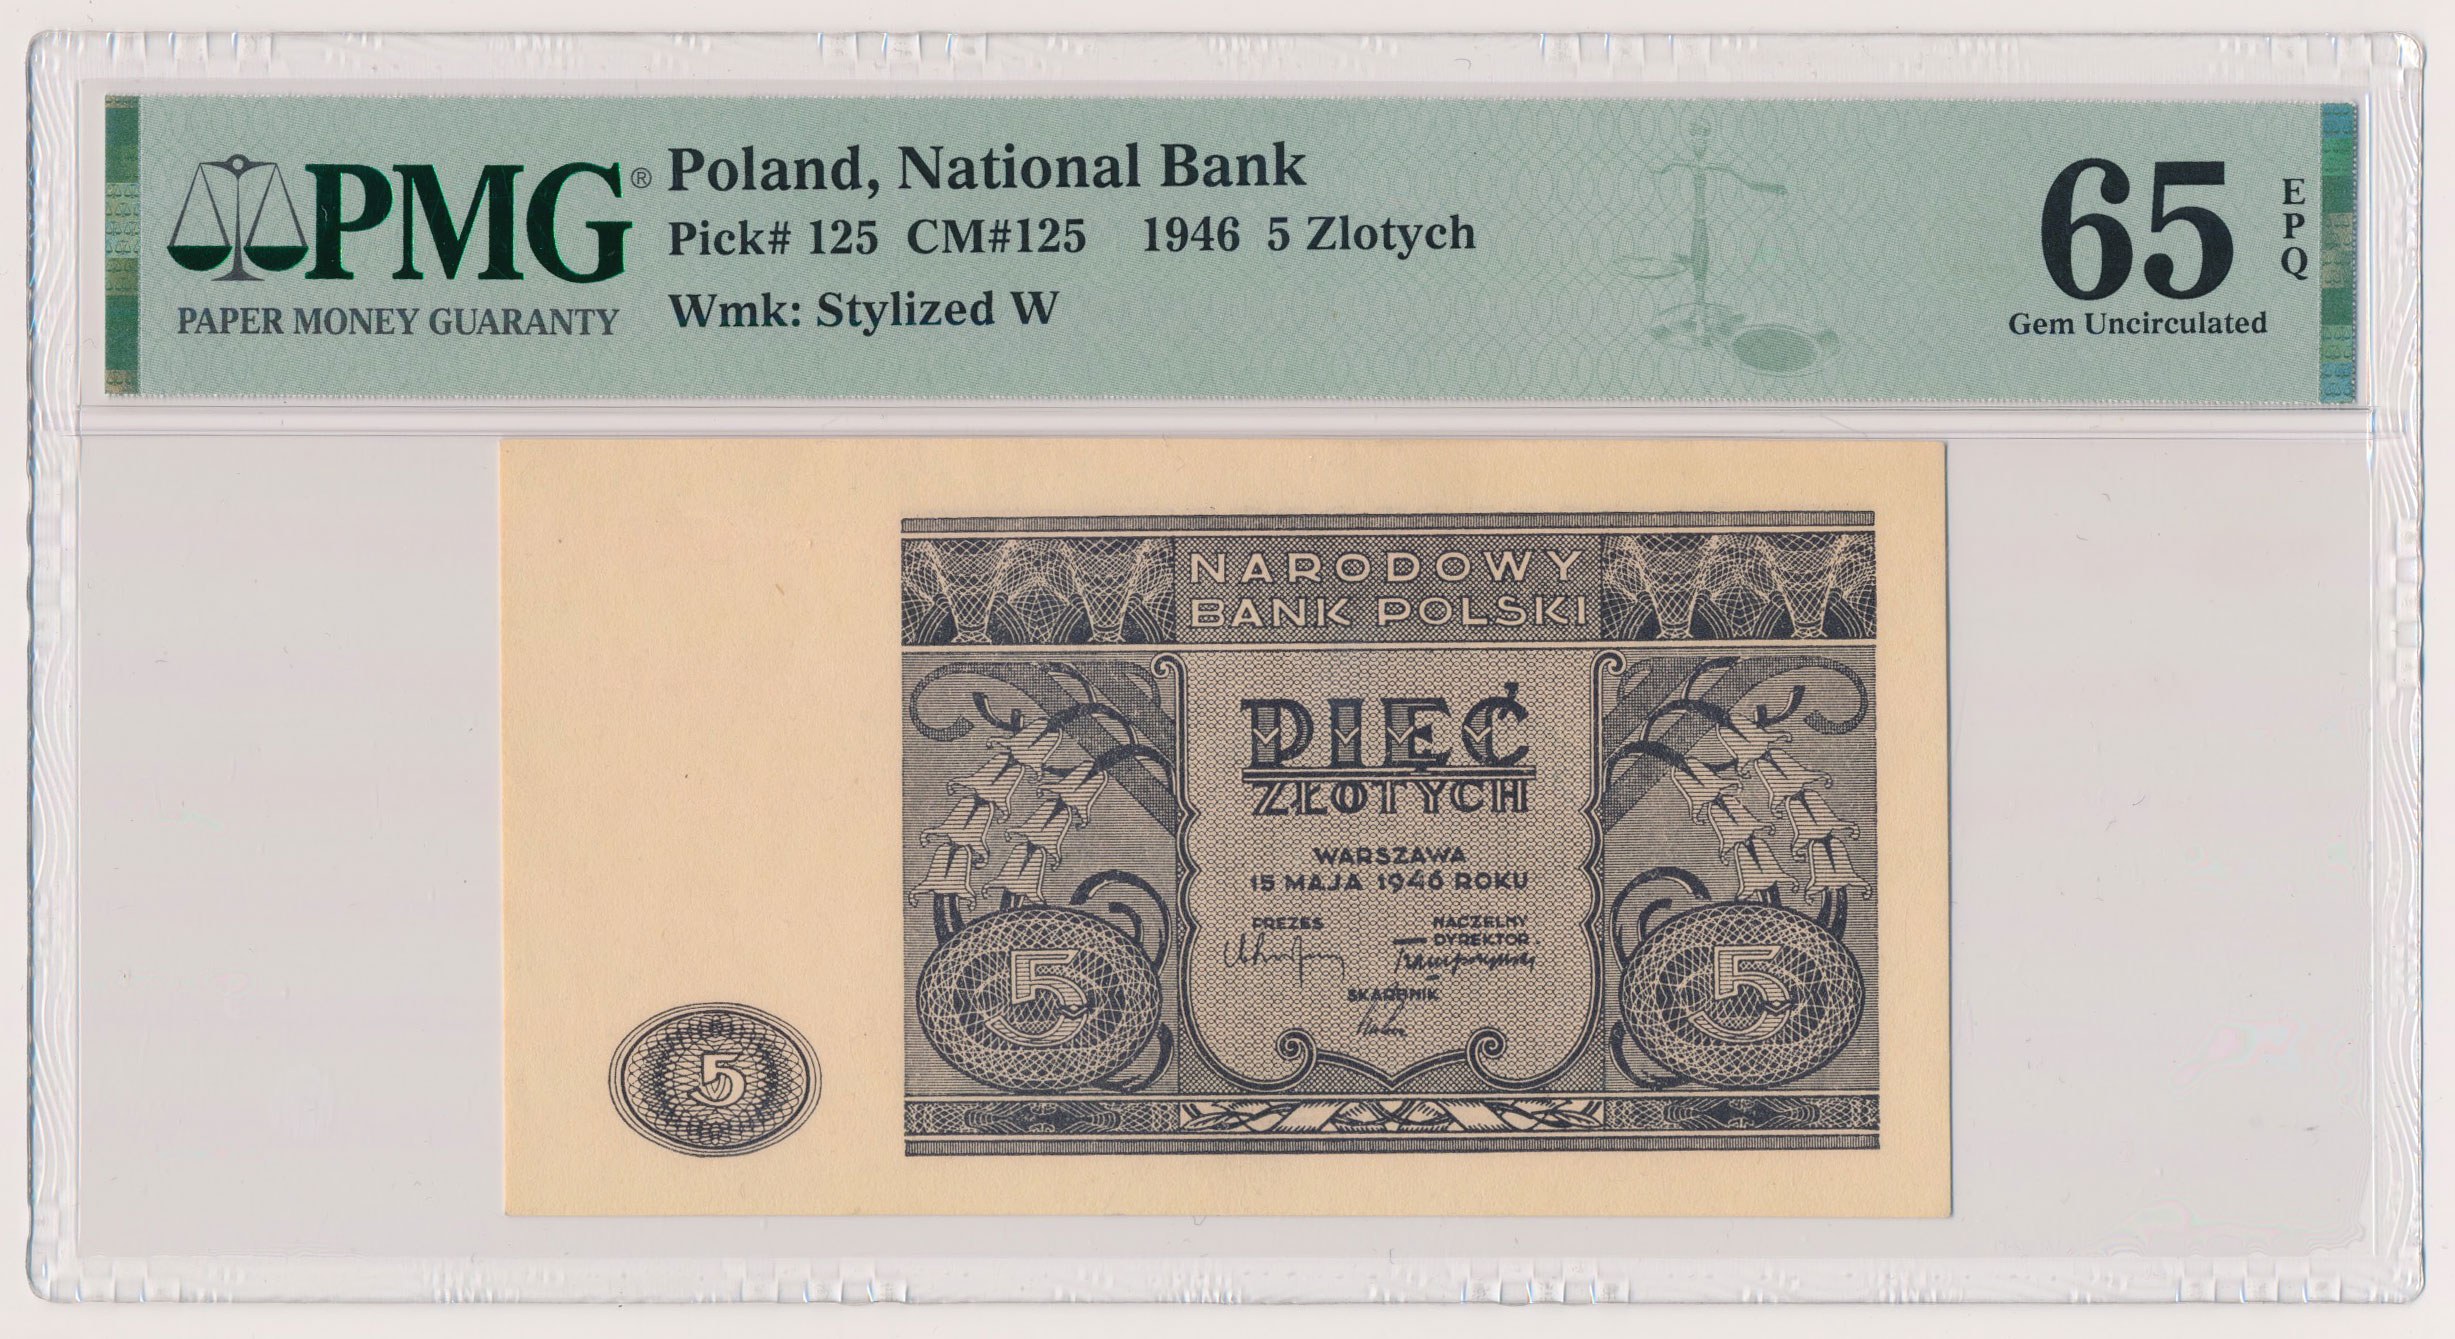 PMG®
PAPER MONEY GUARANTY
Poland, National Bank
Pick# 125 CM#125 1946 5 Zlotych
Wmk: Stylized W
65
EPQ
Gem Uncirculated
NARODOWY
BANK POLSKI
PIĘĆ
ZŁOTYCH
WARSZAWA
15 MAJA 1946 ROKU
PREZES
NACZELNY
DYREKTOR
SKARBNIK
5
5
5